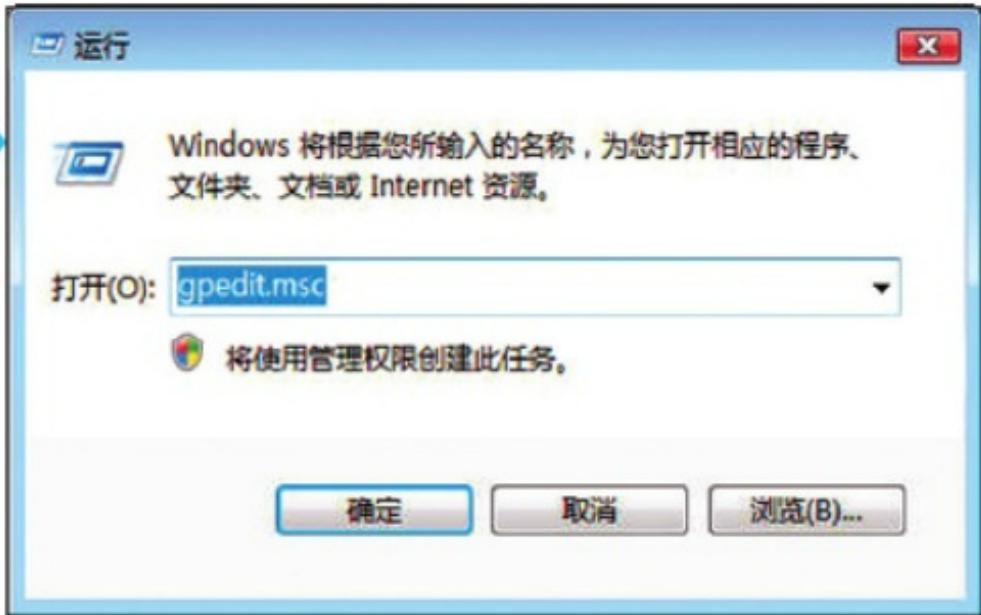 运行
Windows 将根据您所输入的名称，为您打开相应的程序、
文件夹、文档或 Internet 资源。
打开(O): gpedit.msc
将使用管理权限创建此任务。
确定 取消 浏览(B)...